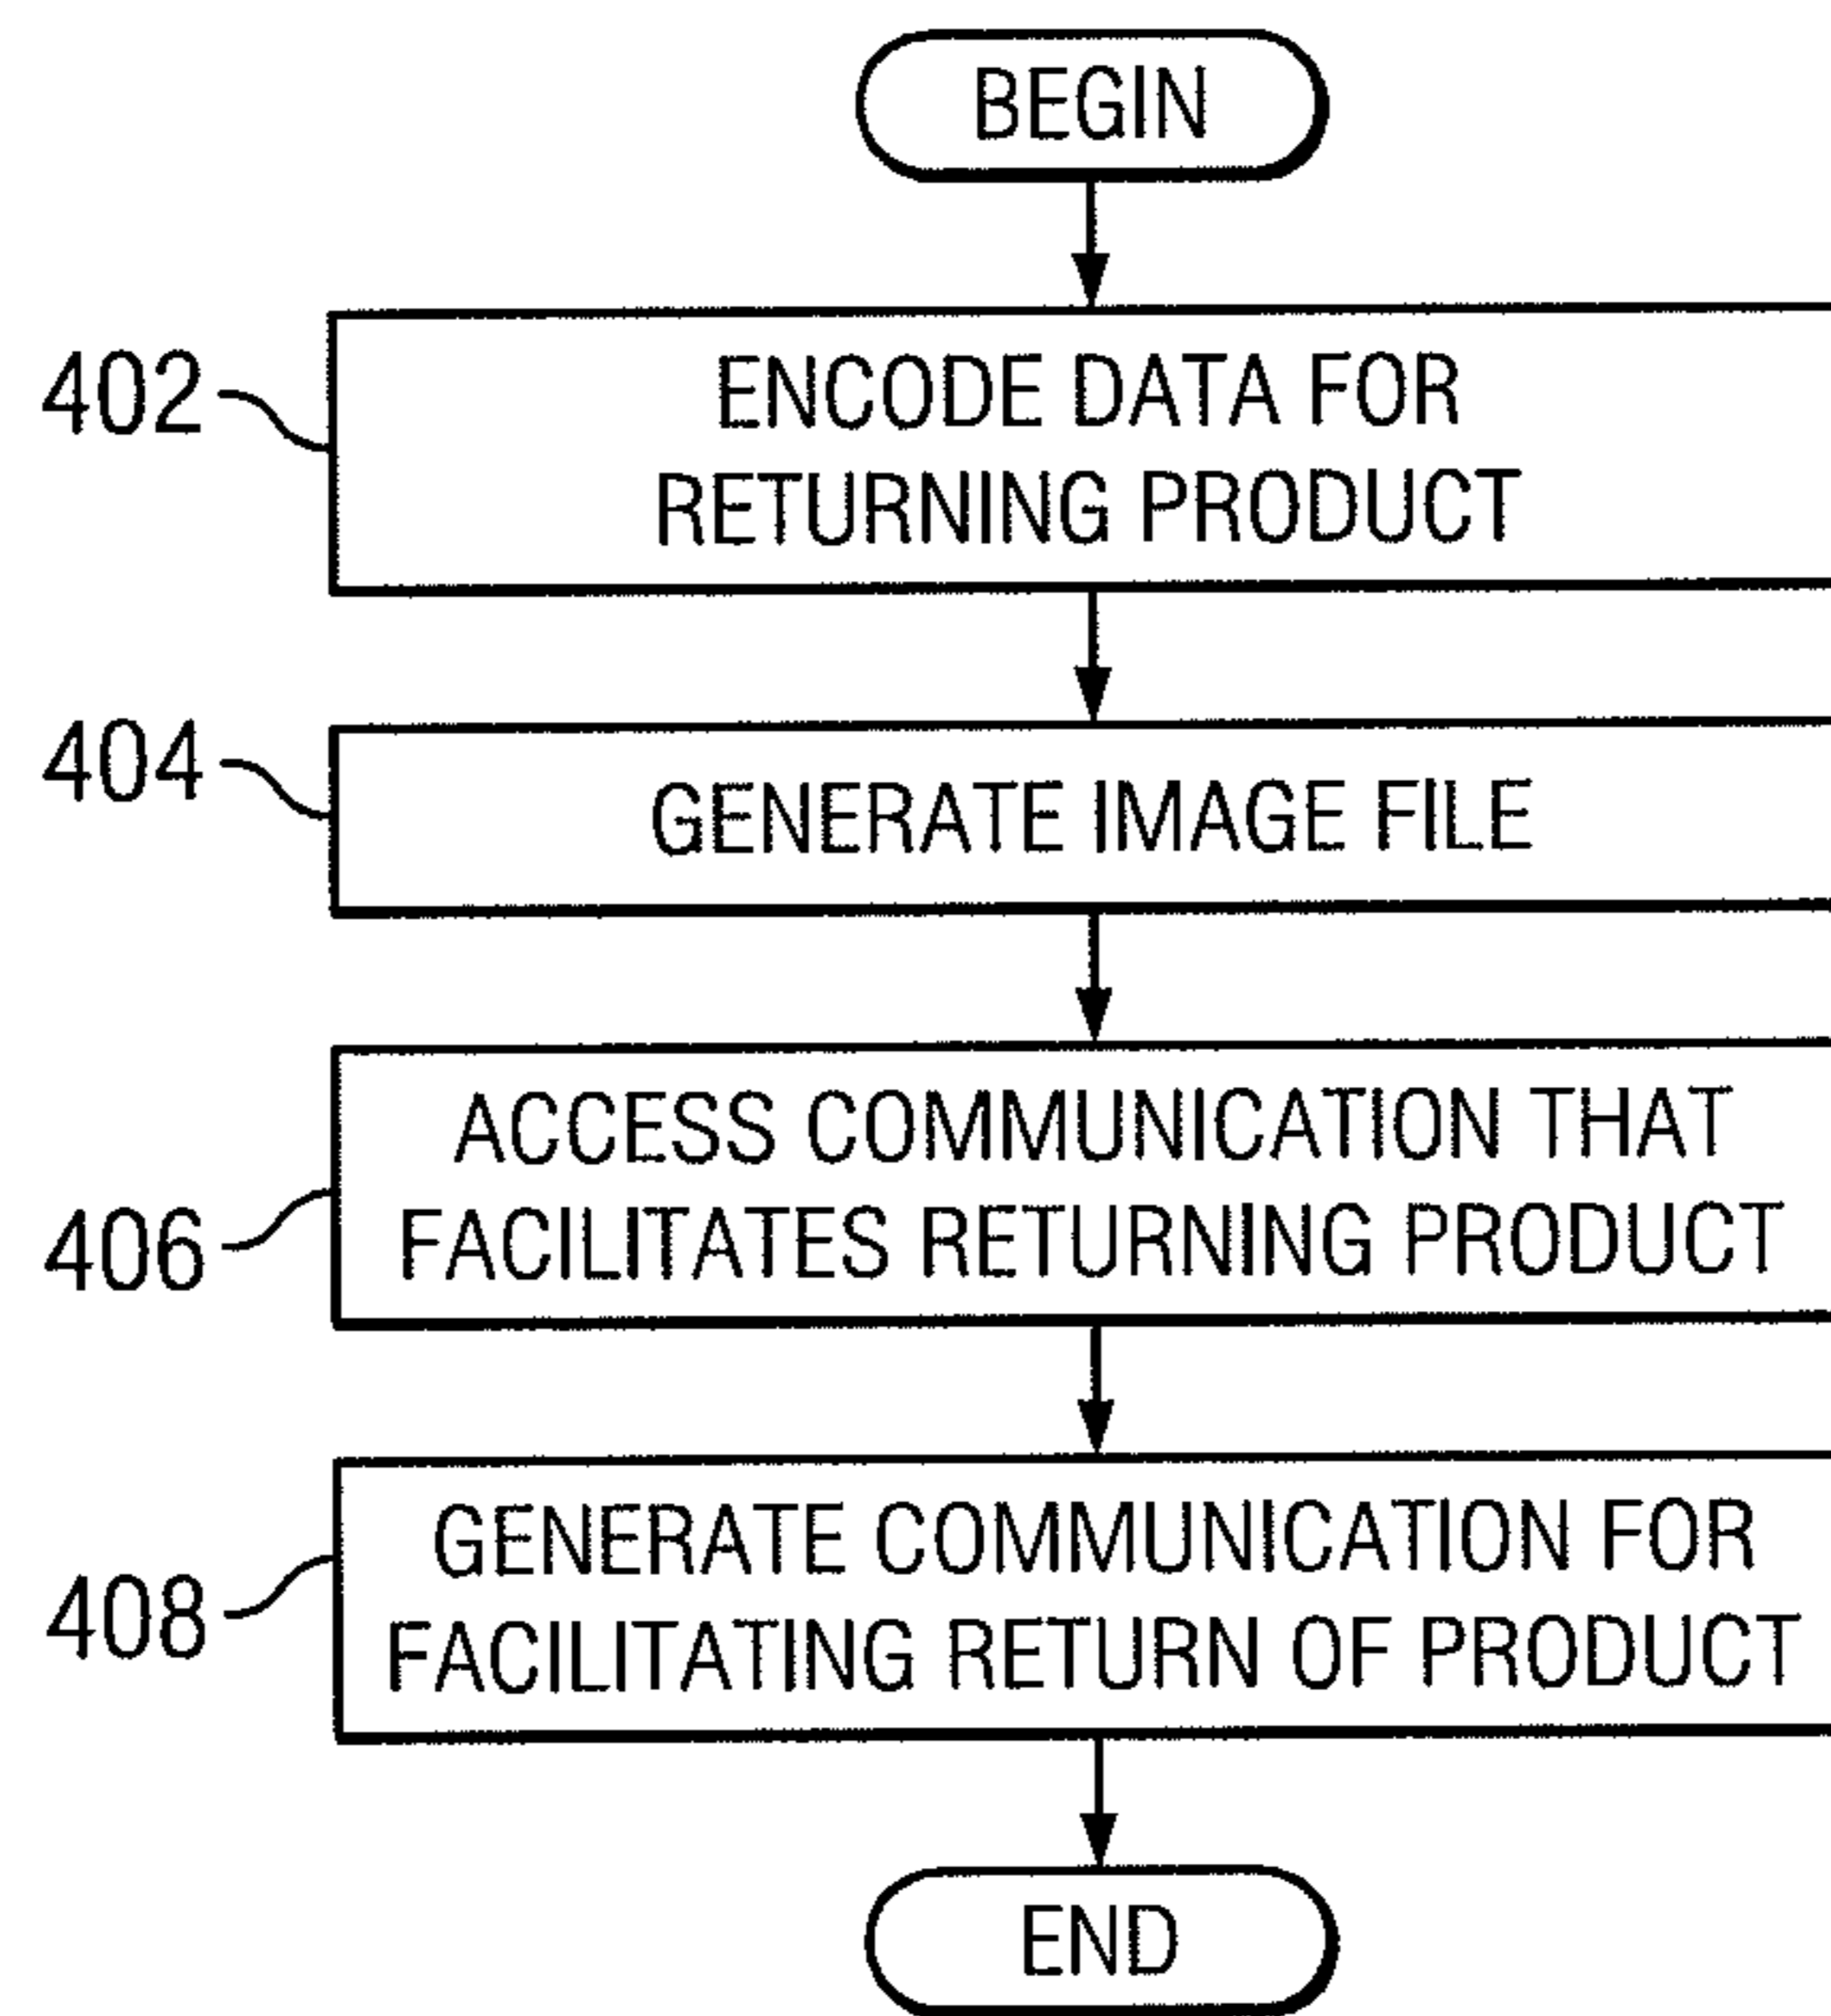 BEGIN
402
ENCODE DATA FOR
RETURNING PRODUCT
404
GENERATE IMAGE FILE
406
ACCESS COMMUNICATION THAT
FACILITATES RETURNING PRODUCT
408
GENERATE COMMUNICATION FOR
FACILITATING RETURN OF PRODUCT
END